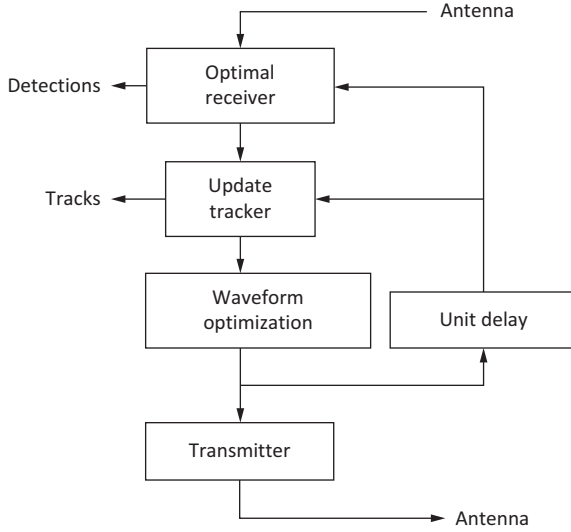 Antenna
Optimal
receiver
Detections
Update
tracker
Tracks
Waveform
optimization
Unit delay
Transmitter
Antenna